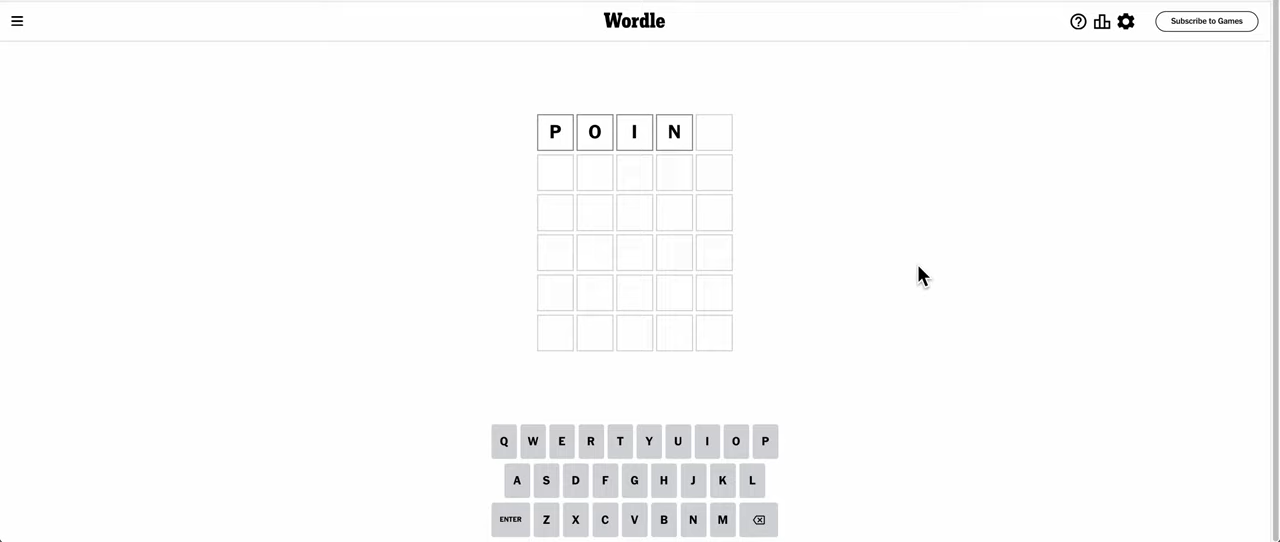 Wordle
Subscribe to Games
P O I N
Q W E R T Y U I O P
A S D F G H J K L
ENTER Z X C V B N M